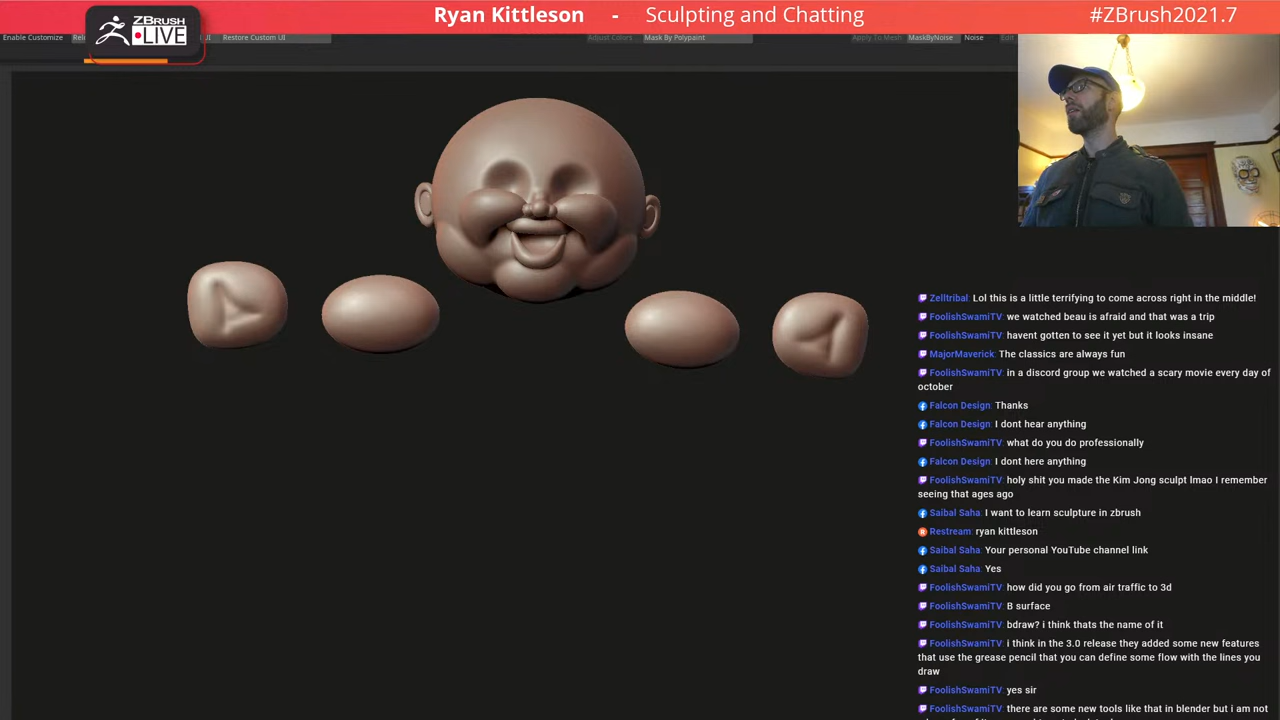 Ryan Kittleson - Sculpting and Chatting #ZBrush2021.7
ZBRUSH
LIVE
Enable Customize Restore Custom UI Adjust Colors Mask By Polypaint Apply To Mesh MaskByNoise Noise Edit
Zelltribal: Lol this is a little terrifying to come across right in the middle!
FoolishSwamiTV: we watched beau is afraid and that was a trip
FoolishSwamiTV: havent gotten to see it yet but it looks insane
MajorMaverick: The classics are always fun
FoolishSwamiTV: in a discord group we watched a scary movie every day of
october
Falcon Design: Thanks
Falcon Design: I dont hear anything
FoolishSwamiTV: what do you do professionally
Falcon Design: I dont here anything
FoolishSwamiTV: holy shit you made the Kim Jong sculpt lmao I remember
seeing that ages ago
Saibal Saha: I want to learn sculpture in zbrush
Restream: ryan kittleson
Saibal Saha: Your personal YouTube channel link
Saibal Saha: Yes
FoolishSwamiTV: how did you go from air traffic to 3d
FoolishSwamiTV: B surface
FoolishSwamiTV: bdraw? i think thats the name of it
FoolishSwamiTV: i think in the 3.0 release they added some new features
that use the grease pencil that you can define some flow with the lines you
draw
FoolishSwamiTV: yes sir
FoolishSwamiTV: there are some new tools like that in blender but i am not